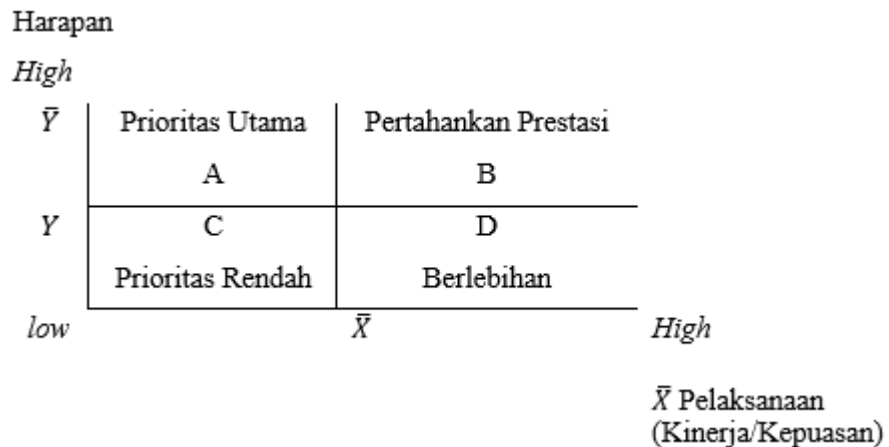 Harapan
High
Ȳ Prioritas Utama Pertahankan Prestasi
A B
Y C D
Prioritas Rendah Berlebihan
low X̄ High
X̄ Pelaksanaan
(Kinerja/Kepuasan)